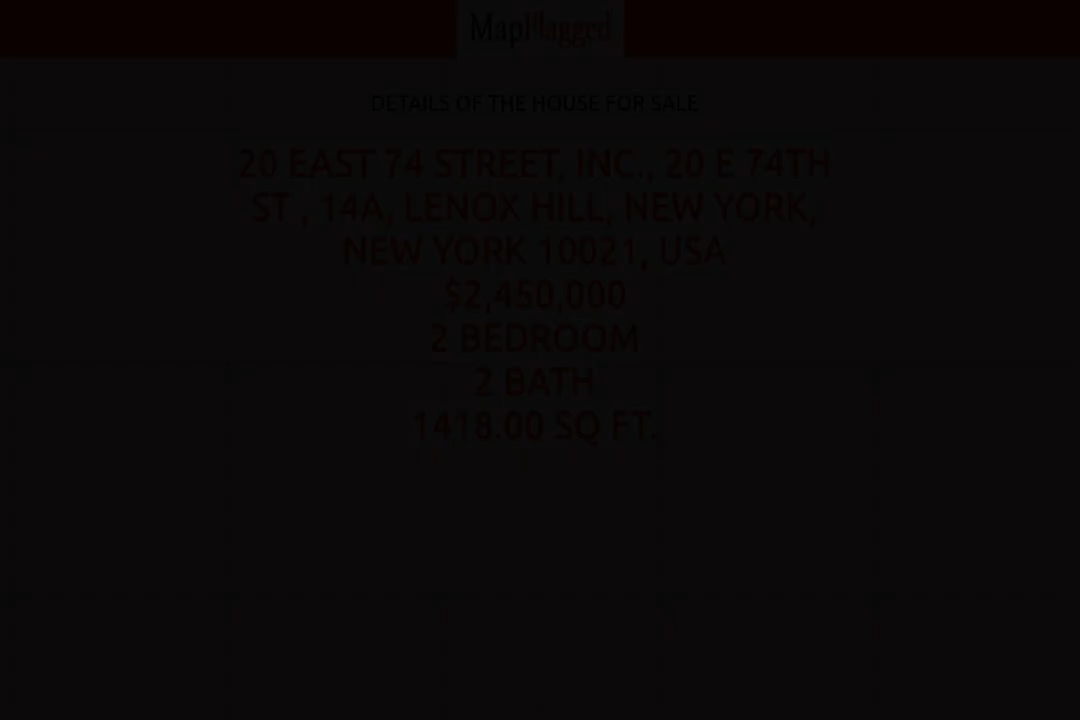 MapFlagged
DETAILS OF THE HOUSE FOR SALE
20 EAST 74 STREET, INC., 20 E 74TH
ST , 14A, LENOX HILL, NEW YORK,
NEW YORK 10021, USA
$2,450,000
2 BEDROOM
2 BATH
1418.00 SQ FT.